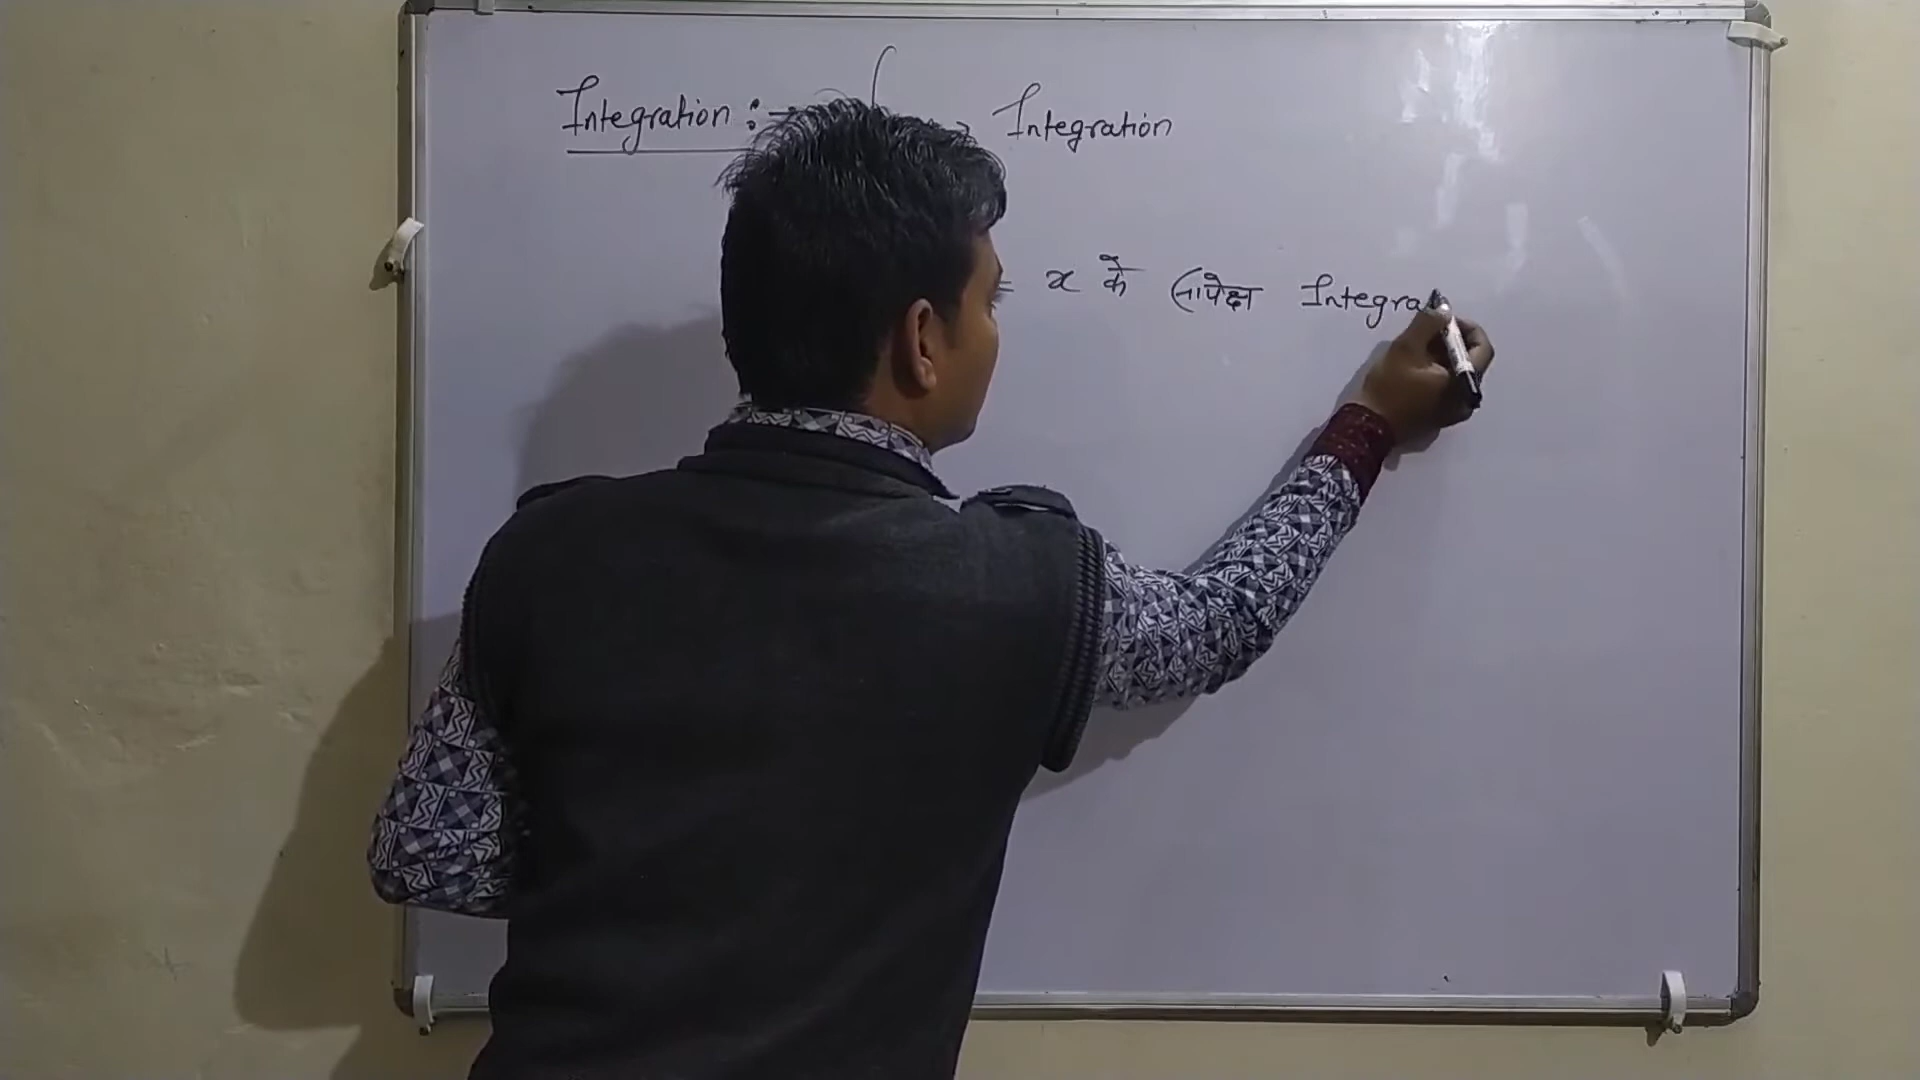 Integration :- ∫ → Integration
= x के सापेक्ष Integra